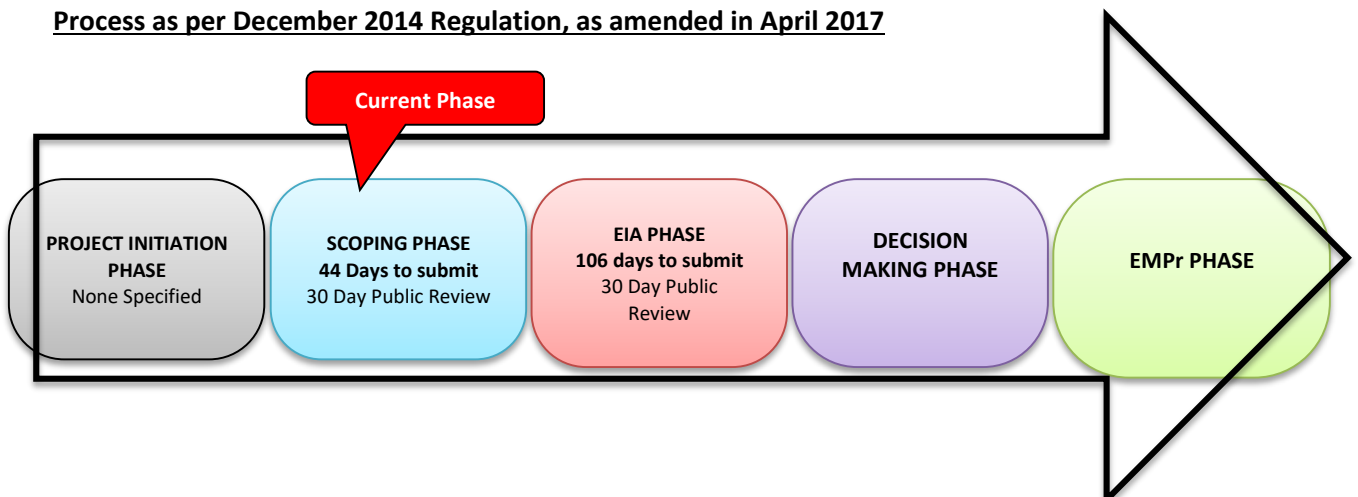 Process as per December 2014 Regulation, as amended in April 2017
Current Phase
PROJECT INITIATION
PHASE
None Specified
SCOPING PHASE
44 Days to submit
30 Day Public Review
EIA PHASE
106 days to submit
30 Day Public
Review
DECISION
MAKING PHASE
EMPr PHASE